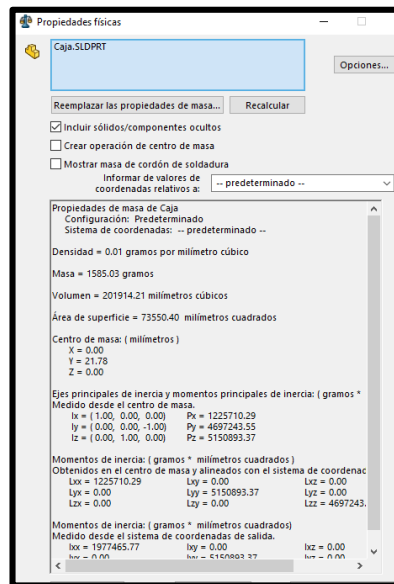 Propiedades físicas
Caja.SLDPRT
Opciones...
Reemplazar las propiedades de masa...
Recalcular
Incluir sólidos/componentes ocultos
Crear operación de centro de masa
Mostrar masa de cordón de soldadura
Informar de valores de
coordenadas relativos a:
-- predeterminado --
Propiedades de masa de Caja
Configuración: Predeterminado
Sistema de coordenadas: -- predeterminado --
Densidad = 0.01 gramos por milímetro cúbico
Masa = 1585.03 gramos
Volumen = 201914.21 milímetros cúbicos
Área de superficie = 73550.40 milímetros cuadrados
Centro de masa: ( milímetros )
X = 0.00
Y = 21.78
Z = 0.00
Ejes principales de inercia y momentos principales de inercia: ( gramos *
Medido desde el centro de masa.
Ix = ( 1.00, 0.00, 0.00) Px = 1225710.29
Iy = ( 0.00, 0.00, -1.00) Py = 4697243.55
Iz = ( 0.00, 1.00, 0.00) Pz = 5150893.37
Momentos de inercia: ( gramos * milímetros cuadrados )
Obtenidos en el centro de masa y alineados con el sistema de coordenac
Lxx = 1225710.29 Lxy = 0.00 Lxz = 0.00
Lyx = 0.00 Lyy = 5150893.37 Lyz = 0.00
Lzx = 0.00 Lzy = 0.00 Lzz = 4697243.
Momentos de inercia: ( gramos * milímetros cuadrados)
Medido desde el sistema de coordenadas de salida.
Ixx = 1977465.77 Ixy = 0.00 Ixz = 0.00
Iyx = 0.00 Iyy = 5150893.37 Iyz = 0.00